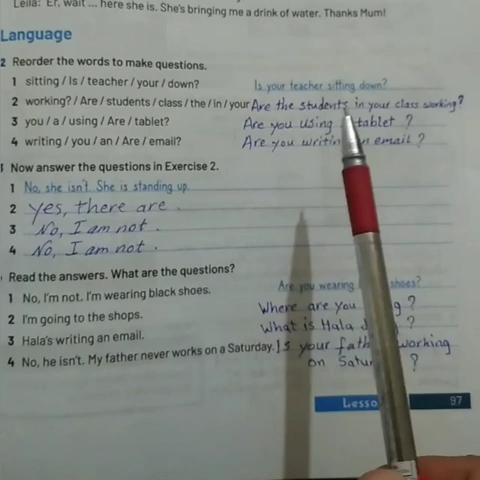 Leila: Er, wait ... here she is. She's bringing me a drink of water. Thanks Mum!
Language
2 Reorder the words to make questions.
1 sitting / Is / teacher / your / down? Is your teacher sitting down?
2 working? / Are / students / class / the / in / your Are the students in your class working?
3 you / a / using / Are / tablet? Are you using tablet ?
4 writing / you / an / Are / email? Are you email ?
Now answer the questions in Exercise 2.
1 No, she isn't. She is standing up.
2 yes, there are .
3 No, I am not .
4 No, I am not .
Read the answers. What are the questions?
1 No, I'm not. I'm wearing black shoes. Are you wearing shoes?
2 I'm going to the shops. Where are you ?
3 Hala's writing an email. What is Hala ?
4 No, he isn't. My father never works on a Saturday. Is your working
on ?
97